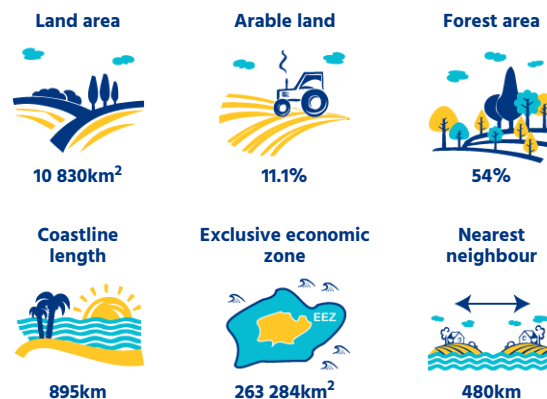 Land area
Arable land
Forest area
10 830km²
11.1%
54%
Coastline
length
Exclusive economic
zone
Nearest
neighbour
EEZ
895km
263 284km²
480km